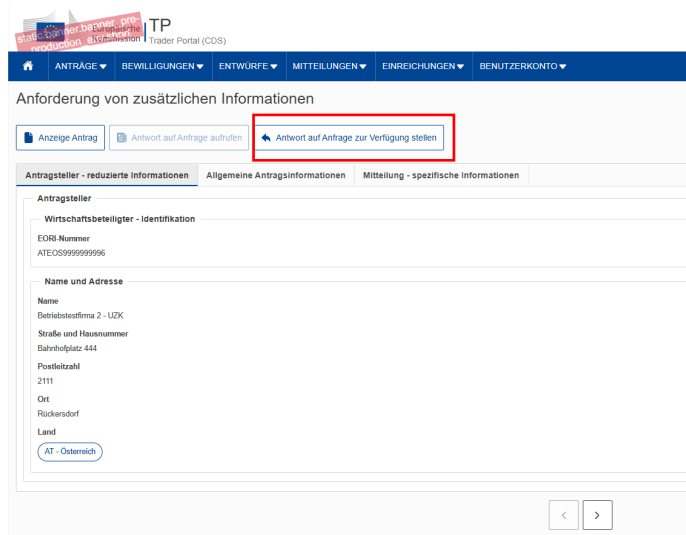 static.banner.banner_pre-
production
Europäische
Kommission
TP
Trader Portal (CDS)
ANTRÄGE BEWILLIGUNGEN ENTWÜRFE MITTEILUNGEN EINREICHUNGEN BENUTZERKONTO
Anforderung von zusätzlichen Informationen
Anzeige Antrag Antwort auf Anfrage aufrufen Antwort auf Anfrage zur Verfügung stellen
Antragsteller - reduzierte Informationen Allgemeine Antragsinformationen Mitteilung - spezifische Informationen
Antragsteller
Wirtschaftsbeteiligter - Identifikation
EORI-Nummer
ATEOS9999999996
Name und Adresse
Name
Betriebstestfirma 2 - UZK
Straße und Hausnummer
Bahnhofplatz 444
Postleitzahl
2111
Ort
Rückersdorf
Land
AT - Österreich